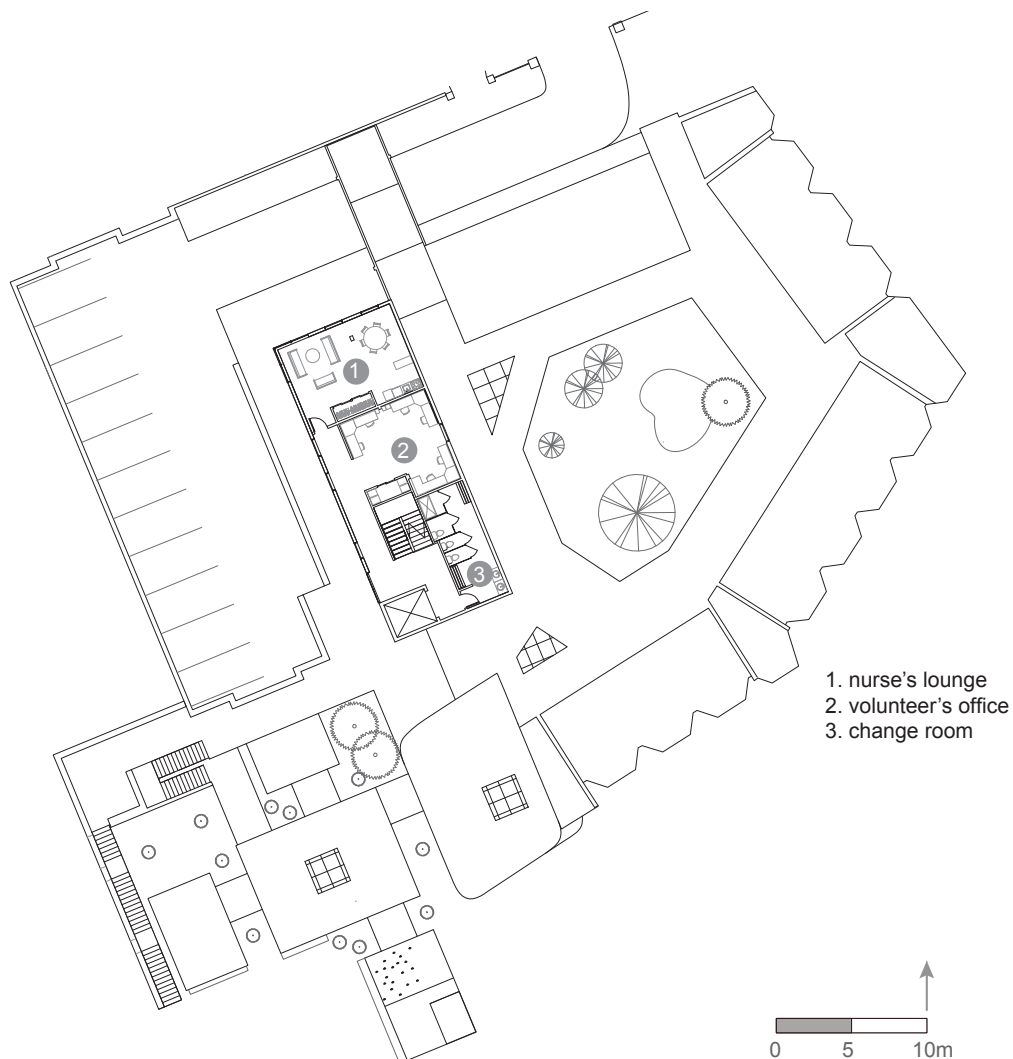 1
2
3
1. nurse's lounge
2. volunteer's office
3. change room
0 5 10m